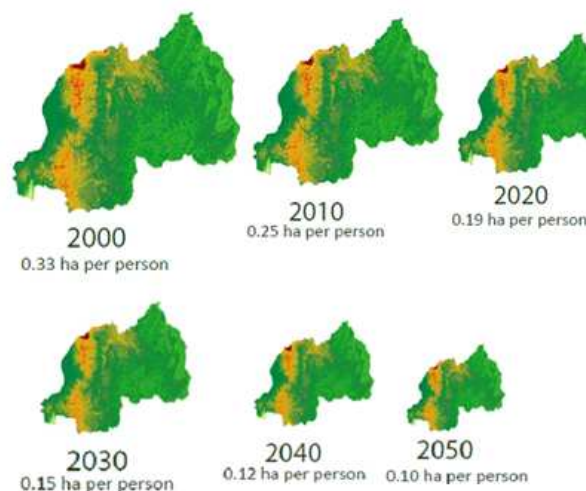 2000
0.33 ha per person
2010
0.25 ha per person
2020
0.19 ha per person
2030
0.15 ha per person
2040
0.12 ha per person
2050
0.10 ha per person